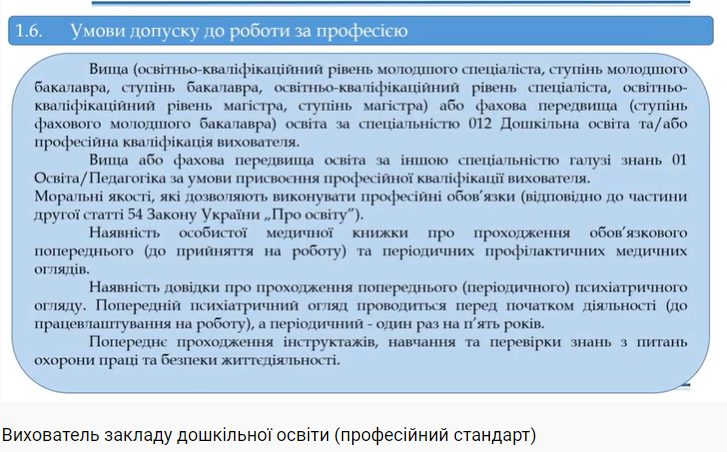 1.6. Умови допуску до роботи за професією
Вища (освітньо-кваліфікаційний рівень молодшого спеціаліста, ступінь молодшого
бакалавра, ступінь бакалавра, освітньо-кваліфікаційний рівень спеціаліста, освітньо-
кваліфікаційний рівень магістра, ступінь магістра) або фахова передвища (ступінь
фахового молодшого бакалавра) освіта за спеціальністю 012 Дошкільна освіта та/або
професійна кваліфікація вихователя.
Вища або фахова передвища освіта за іншою спеціальністю галузі знань 01
Освіта/Педагогіка за умови присвоєння професійної кваліфікації вихователя.
Моральні якості, які дозволяють виконувати професійні обов'язки (відповідно до частини
другої статті 54 Закону України „Про освіту").
Наявність особистої медичної книжки про проходження обов'язкового
попереднього (до прийняття на роботу) та періодичних профілактичних медичних
оглядів.
Наявність довідки про проходження попереднього (періодичного) психіатричного
огляду. Попередній психіатричний огляд проводиться перед початком діяльності (до
працевлаштування на роботу), а періодичний - один раз на п'ять років.
Попереднє проходження інструктажів, навчання та перевірки знань з питань
охорони праці та безпеки життєдіяльності.
Вихователь закладу дошкільної освіти (професійний стандарт)